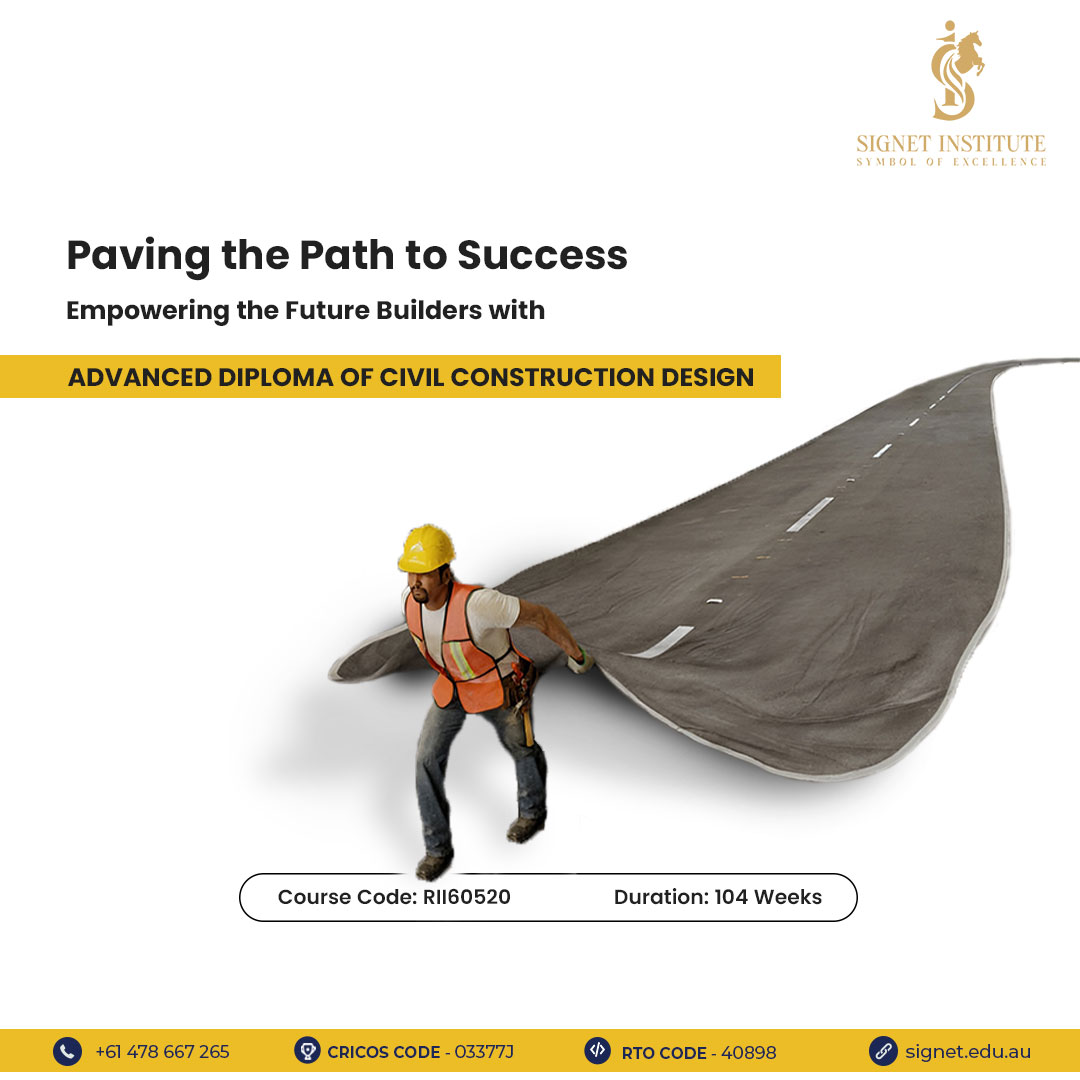 SIGNET INSTITUTE
SYMBOL OF EXCELLENCE
Paving the Path to Success
Empowering the Future Builders with
ADVANCED DIPLOMA OF CIVIL CONSTRUCTION DESIGN
Course Code: RII60520 Duration: 104 Weeks
+61 478 667 265 CRICOS CODE - 03377J RTO CODE - 40898 signet.edu.au